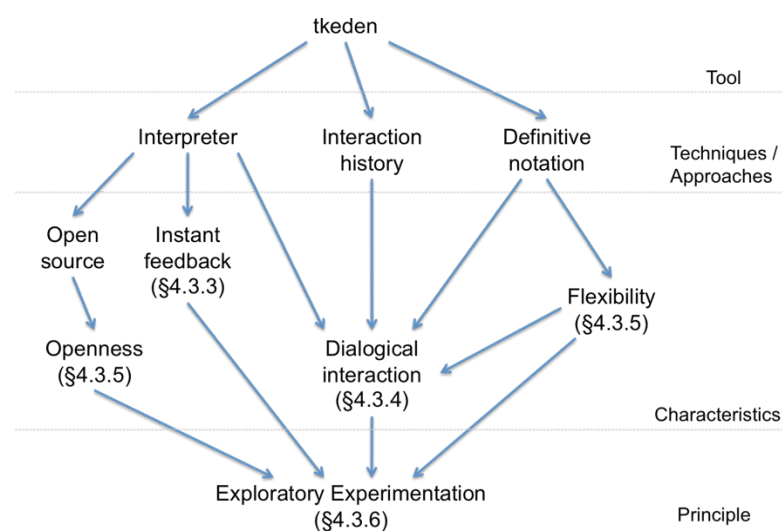 tkeden
Tool
Interpreter
Interaction
history
Definitive
notation
Techniques /
Approaches
Open
source
Instant
feedback
(§4.3.3)
Flexibility
(§4.3.5)
Openness
(§4.3.5)
Dialogical
interaction
(§4.3.4)
Characteristics
Exploratory Experimentation
(§4.3.6)
Principle